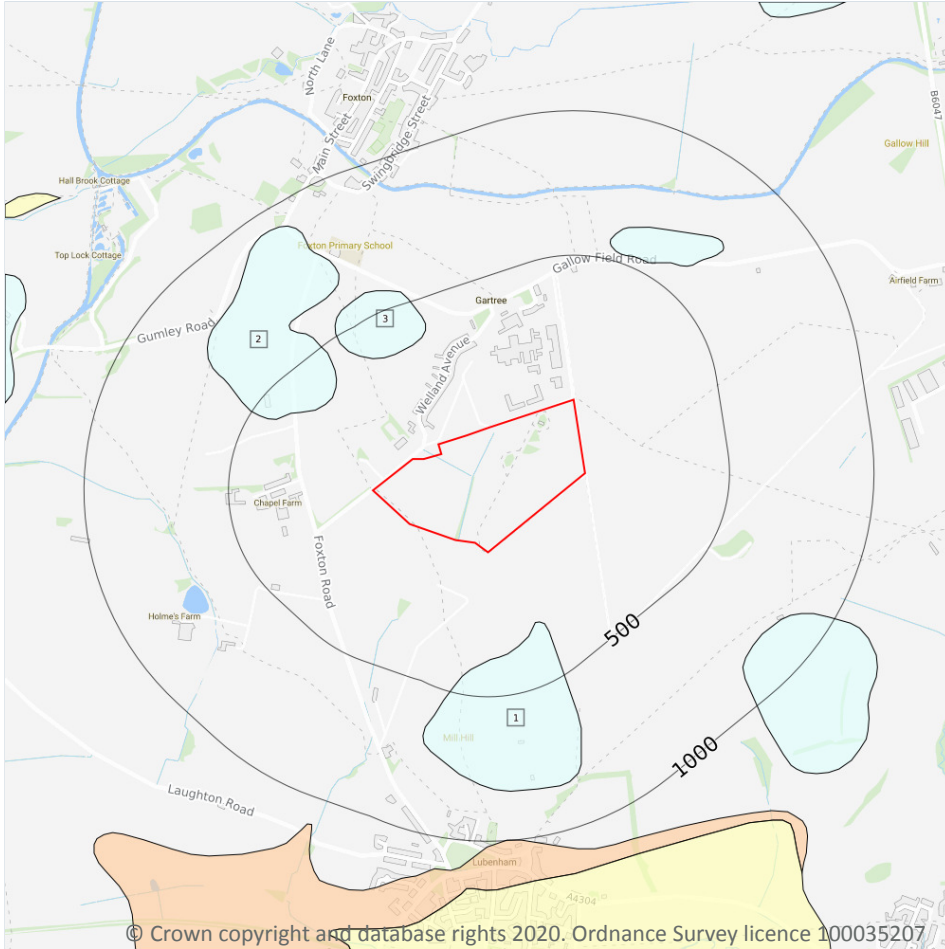 North Lane
Foxton
Main Street
Swingbridge Street
B6047
Gallow Hill
Hall Brook Cottage
Top Lock Cottage
Foxton Primary School
Gallow Field Road
Airfield Farm
Gartree
3
2
Gumley Road
Welland Avenue
Chapel Farm
Foxton Road
Holme's Farm
500
1
Mill Hill
1000
Laughton Road
Lubenham
A4304
© Crown copyright and database rights 2020. Ordnance Survey licence 100035207